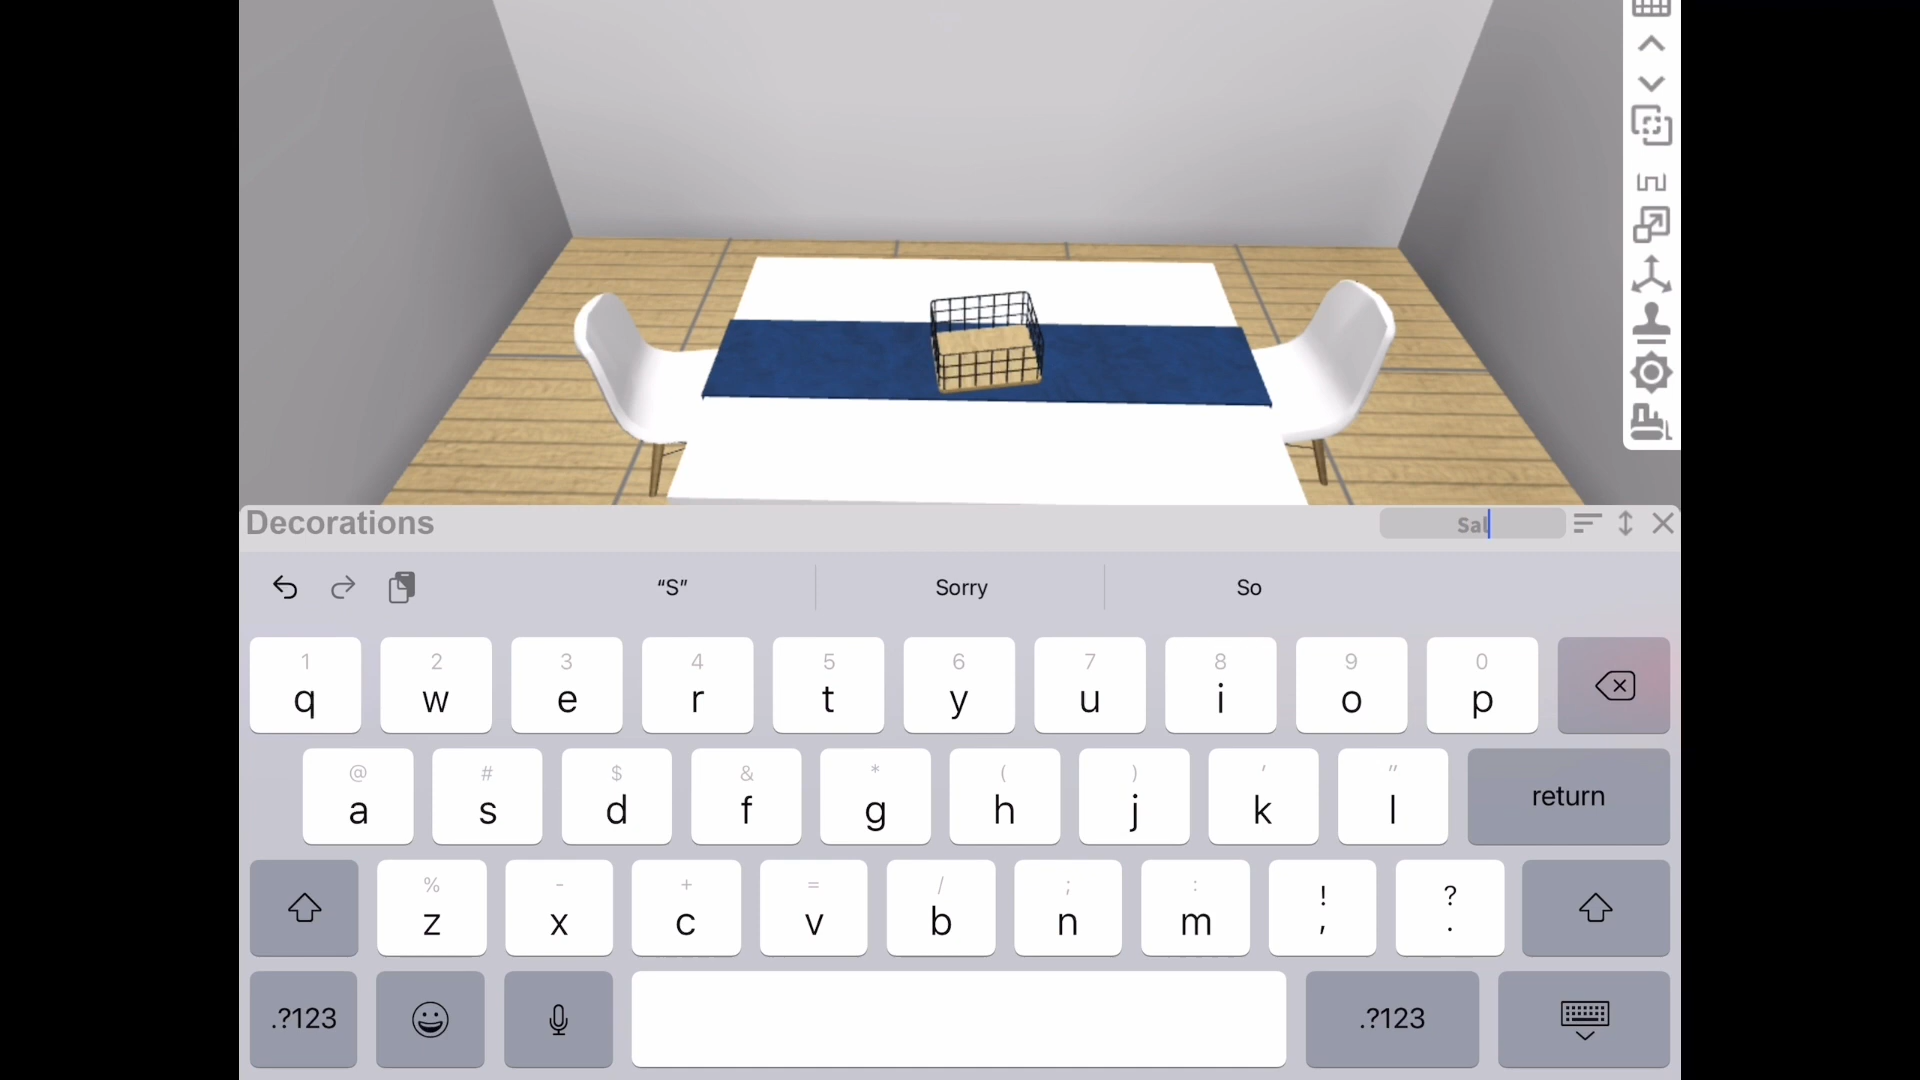 Decorations
Sal
“S” Sorry So
1 2 3 4 5 6 7 8 9 0
q w e r t y u i o p
@ # $ & * ( ) ' "
a s d f g h j k l return
% - + = / ; : ! ?
z x c v b n m , .
.?123 .?123